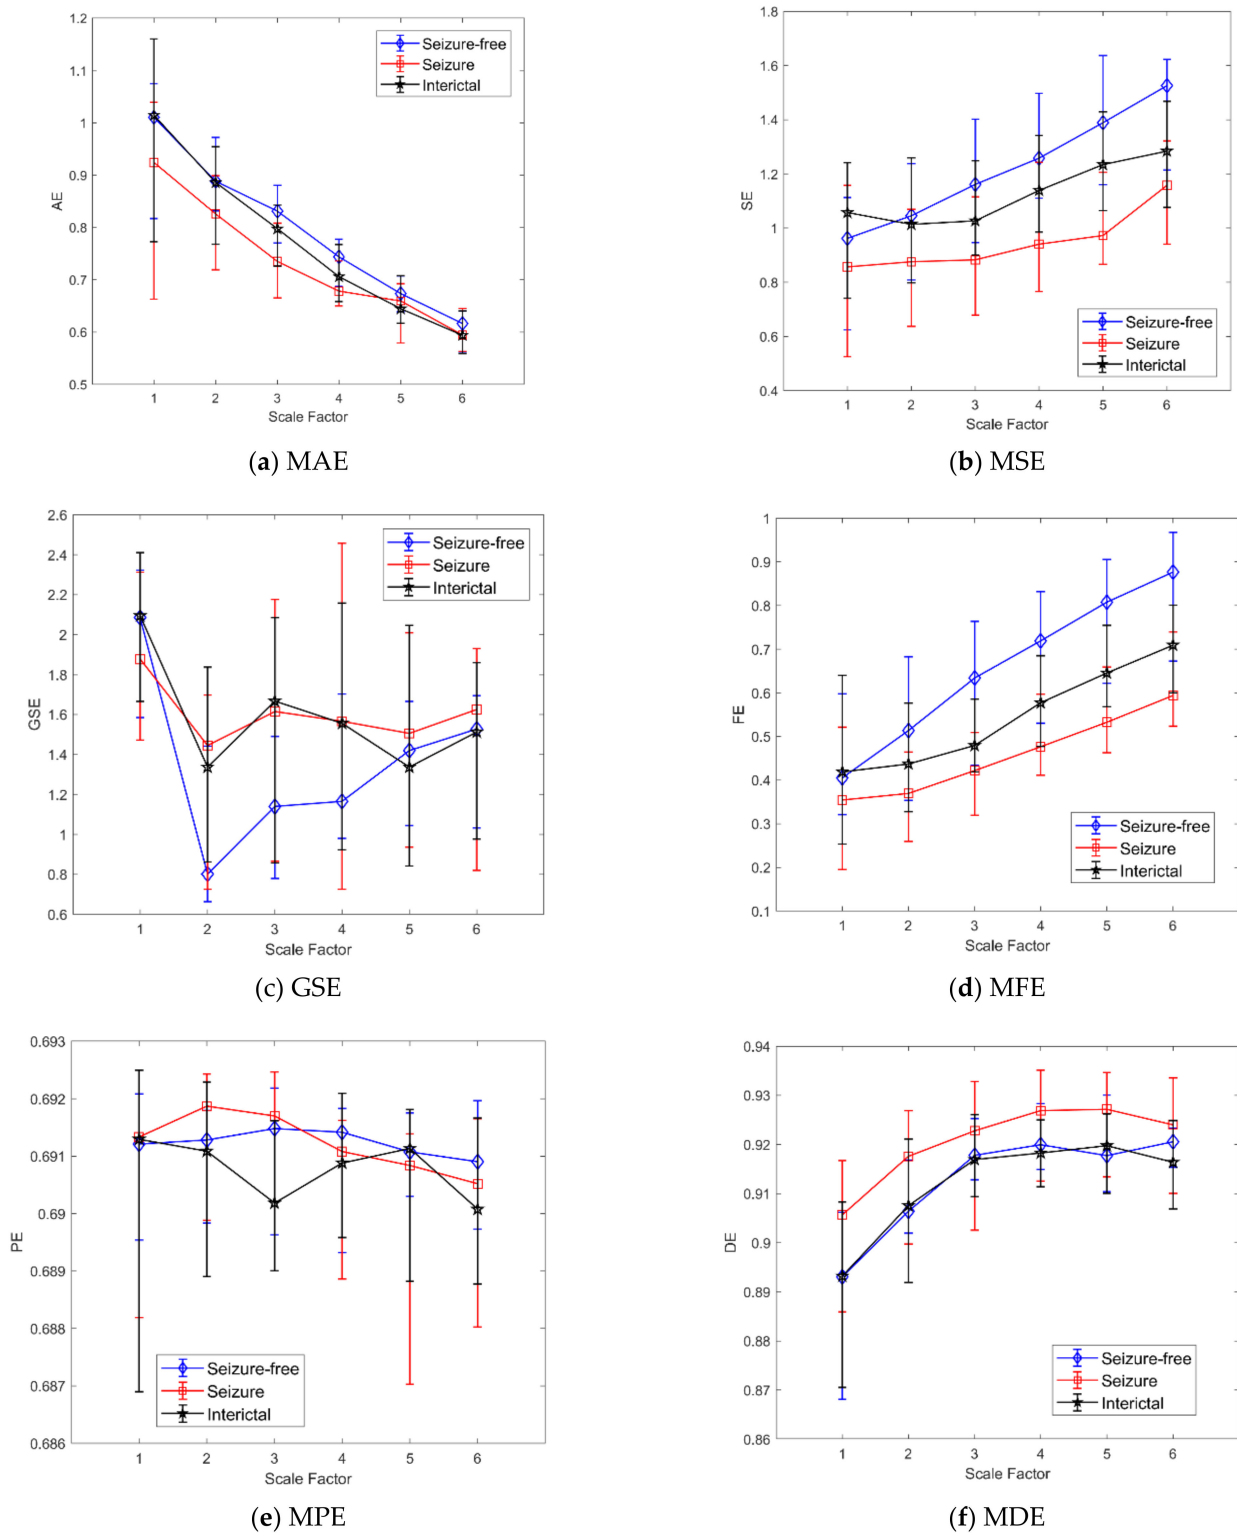 1.2
1.1
1
0.9
0.8
0.7
0.6
0.5
AE
1 2 3 4 5 6
Scale Factor
Seizure-free
Seizure
Interictal
(a) MAE
1.8
1.6
1.4
1.2
1
0.8
0.6
0.4
SE
1 2 3 4 5 6
Scale Factor
Seizure-free
Seizure
Interictal
(b) MSE
2.6
2.4
2.2
2
1.8
1.6
1.4
1.2
1
0.8
0.6
GSE
1 2 3 4 5 6
Scale Factor
Seizure-free
Seizure
Interictal
(c) GSE
1
0.9
0.8
0.7
0.6
0.5
0.4
0.3
0.2
0.1
FE
1 2 3 4 5 6
Scale Factor
Seizure-free
Seizure
Interictal
(d) MFE
0.693
0.692
0.691
0.69
0.689
0.688
0.687
0.686
PE
1 2 3 4 5 6
Scale Factor
Seizure-free
Seizure
Interictal
(e) MPE
0.94
0.93
0.92
0.91
0.9
0.89
0.88
0.87
0.86
DE
1 2 3 4 5 6
Scale Factor
Seizure-free
Seizure
Interictal
(f) MDE